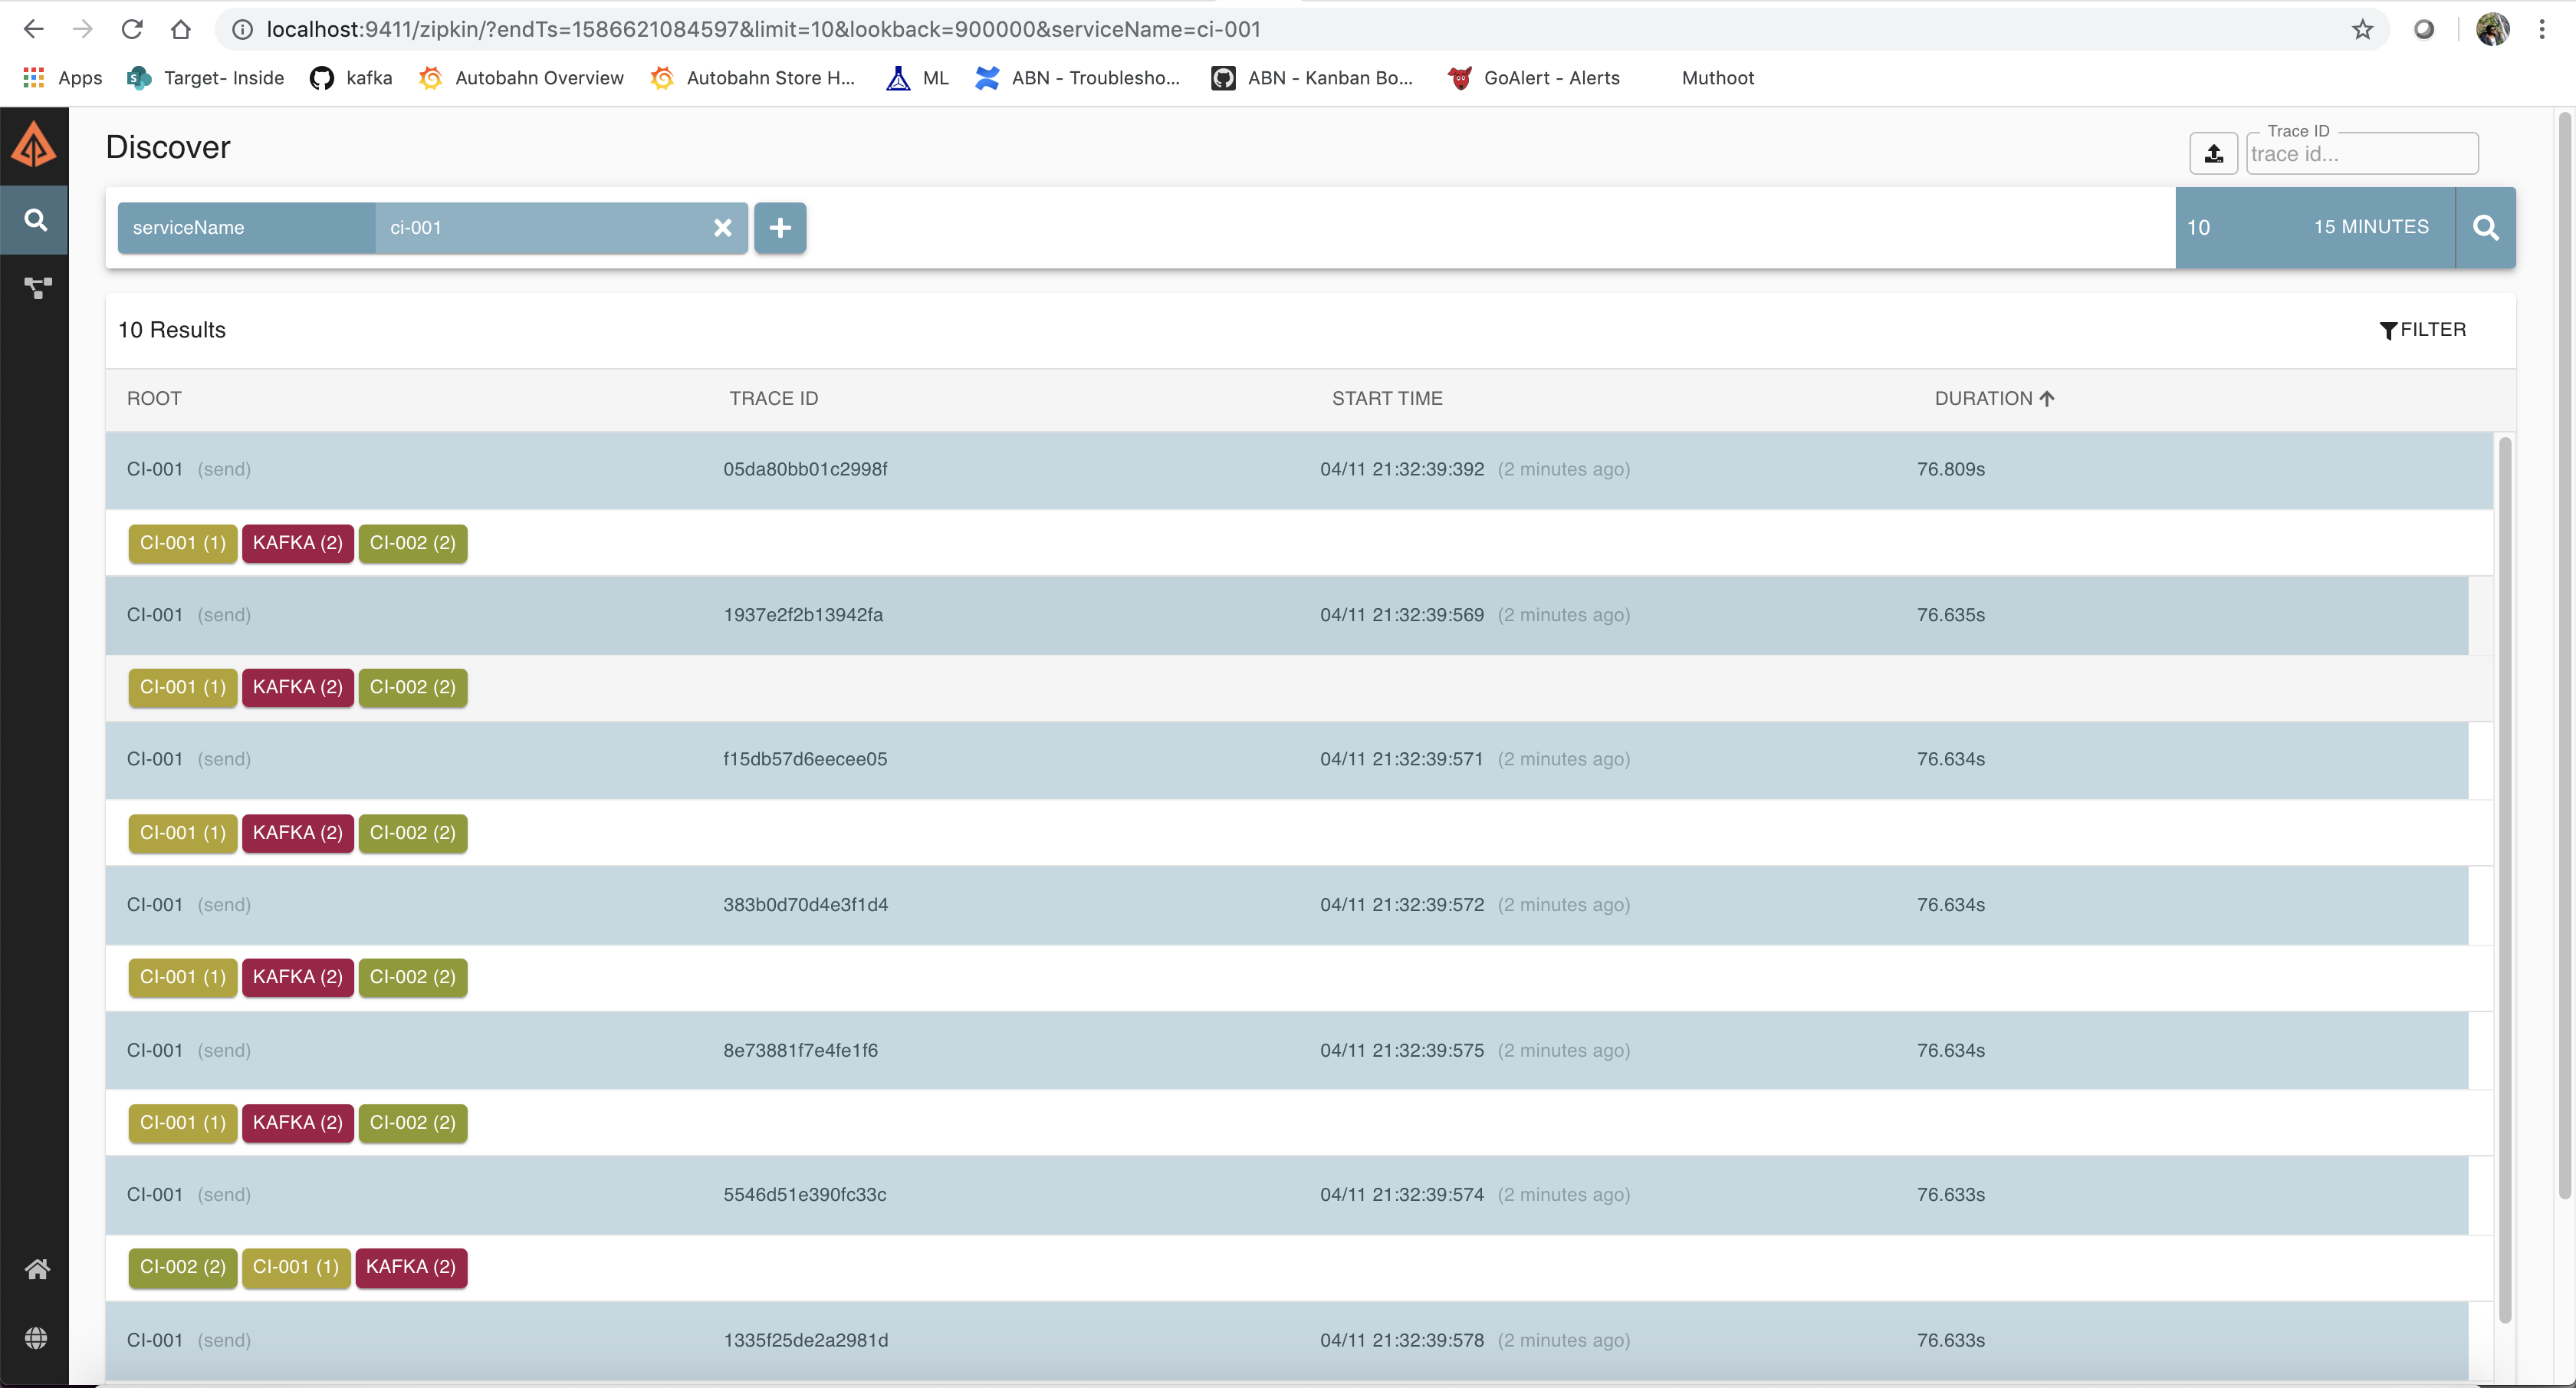 localhost:9411/zipkin/?endTs=1586621084597&limit=10&lookback=900000&serviceName=ci-001
Apps Target- Inside kafka Autobahn Overview Autobahn Store H... ML ABN - Troublesho... ABN - Kanban Bo... GoAlert - Alerts Muthoot
Discover
Trace ID
trace id...
serviceName ci-001 10 15 MINUTES
10 Results FILTER
ROOT TRACE ID START TIME DURATION
CI-001 (send) 05da80bb01c2998f 04/11 21:32:39:392 (2 minutes ago) 76.809s
CI-001 (1) KAFKA (2) CI-002 (2)
CI-001 (send) 1937e2f2b13942fa 04/11 21:32:39:569 (2 minutes ago) 76.635s
CI-001 (1) KAFKA (2) CI-002 (2)
CI-001 (send) f15db57d6eecee05 04/11 21:32:39:571 (2 minutes ago) 76.634s
CI-001 (1) KAFKA (2) CI-002 (2)
CI-001 (send) 383b0d70d4e3f1d4 04/11 21:32:39:572 (2 minutes ago) 76.634s
CI-001 (1) KAFKA (2) CI-002 (2)
CI-001 (send) 8e73881f7e4fe1f6 04/11 21:32:39:575 (2 minutes ago) 76.634s
CI-001 (1) KAFKA (2) CI-002 (2)
CI-001 (send) 5546d51e390fc33c 04/11 21:32:39:574 (2 minutes ago) 76.633s
CI-002 (2) CI-001 (1) KAFKA (2)
CI-001 (send) 1335f25de2a2981d 04/11 21:32:39:578 (2 minutes ago) 76.633s